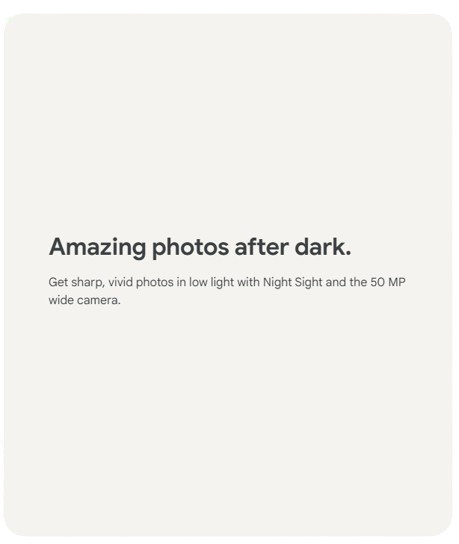 Amazing photos after dark.
Get sharp, vivid photos in low light with Night Sight and the 50 MP
wide camera.